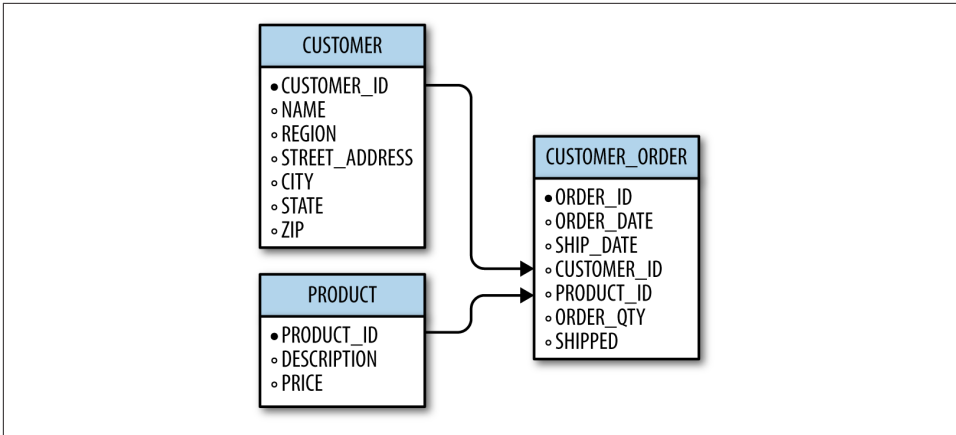 CUSTOMER
CUSTOMER_ID
NAME
REGION
STREET_ADDRESS
CITY
STATE
ZIP
PRODUCT
PRODUCT_ID
DESCRIPTION
PRICE
CUSTOMER_ORDER
ORDER_ID
ORDER_DATE
SHIP_DATE
CUSTOMER_ID
PRODUCT_ID
ORDER_QTY
SHIPPED